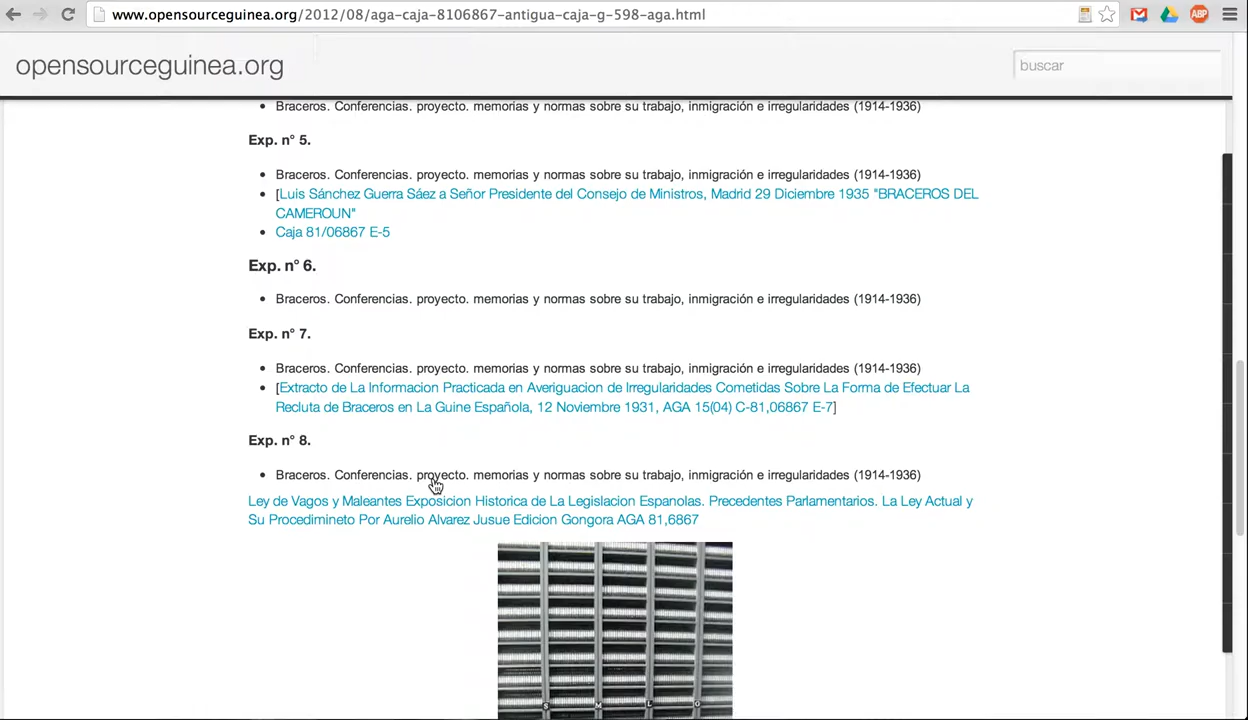 www.opensourceguinea.org/2012/08/aga-caja-8106867-antigua-caja-g-598-aga.html
ABP
opensourceguinea.org
buscar
Braceros. Conferencias. proyecto. memorias y normas sobre su trabajo, inmigración e irregularidades (1914-1936)
Exp. n° 5.
Braceros. Conferencias. proyecto. memorias y normas sobre su trabajo, inmigración e irregularidades (1914-1936)
[Luis Sánchez Guerra Sáez a Señor Presidente del Consejo de Ministros, Madrid 29 Diciembre 1935 "BRACEROS DEL
CAMEROUN"
Caja 81/06867 E-5
Exp. n° 6.
Braceros. Conferencias. proyecto. memorias y normas sobre su trabajo, inmigración e irregularidades (1914-1936)
Exp. n° 7.
Braceros. Conferencias. proyecto. memorias y normas sobre su trabajo, inmigración e irregularidades (1914-1936)
[Extracto de La Informacion Practicada en Averiguacion de Irregularidades Cometidas Sobre La Forma de Efectuar La
Recluta de Braceros en La Guine Española, 12 Noviembre 1931, AGA 15(04) C-81,06867 E-7]
Exp. n° 8.
Braceros. Conferencias. proyecto. memorias y normas sobre su trabajo, inmigración e irregularidades (1914-1936)
Ley de Vagos y Maleantes Exposicion Historica de La Legislacion Espanolas. Precedentes Parlamentarios. La Ley Actual y
Su Procedimineto Por Aurelio Alvarez Jusue Edicion Gongora AGA 81,6867
S M L O